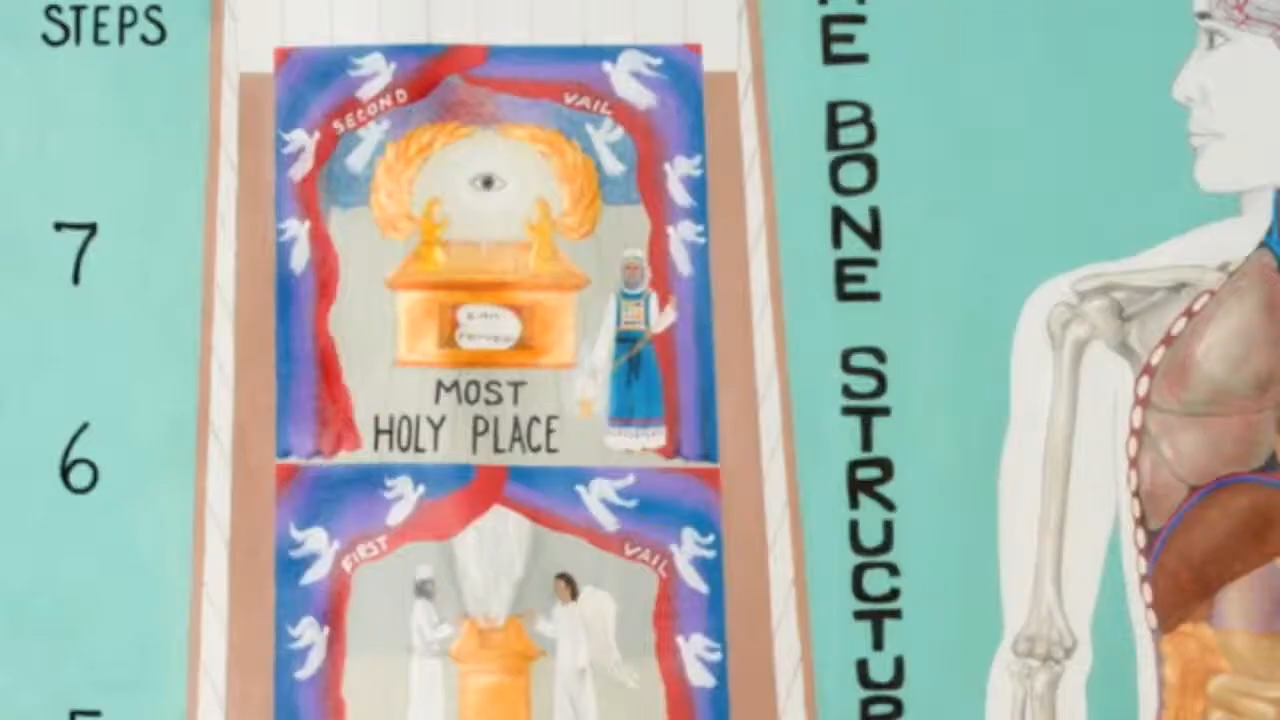 STEPS
7
6
SECOND VAIL
MOST
HOLY PLACE
FIRST VAIL
E BONE STRUCTU